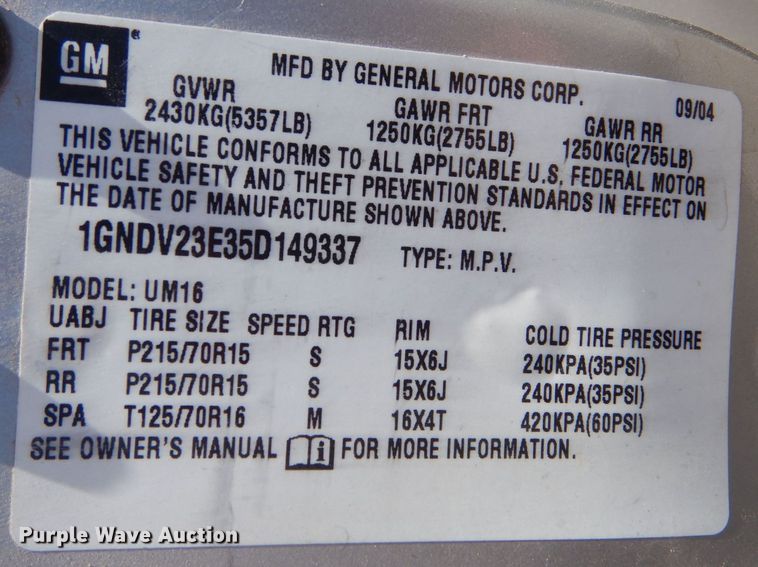 GM
MFD BY GENERAL MOTORS CORP. 09/04
GVWR GAWR FRT GAWR RR
2430KG(5357LB) 1250KG(2755LB) 1250KG(2755LB)
THIS VEHICLE CONFORMS TO ALL APPLICABLE U.S. FEDERAL MOTOR
VEHICLE SAFETY AND THEFT PREVENTION STANDARDS IN EFFECT ON
THE DATE OF MANUFACTURE SHOWN ABOVE.
1GNDV23E35D149337 TYPE: M.P.V.
MODEL: UM16
UABJ TIRE SIZE SPEED RTG RIM COLD TIRE PRESSURE
FRT P215/70R15 S 15X6J 240KPA(35PSI)
RR P215/70R15 S 15X6J 240KPA(35PSI)
SPA T125/70R16 M 16X4T 420KPA(60PSI)
SEE OWNER'S MANUAL i FOR MORE INFORMATION.
Purple Wave Auction